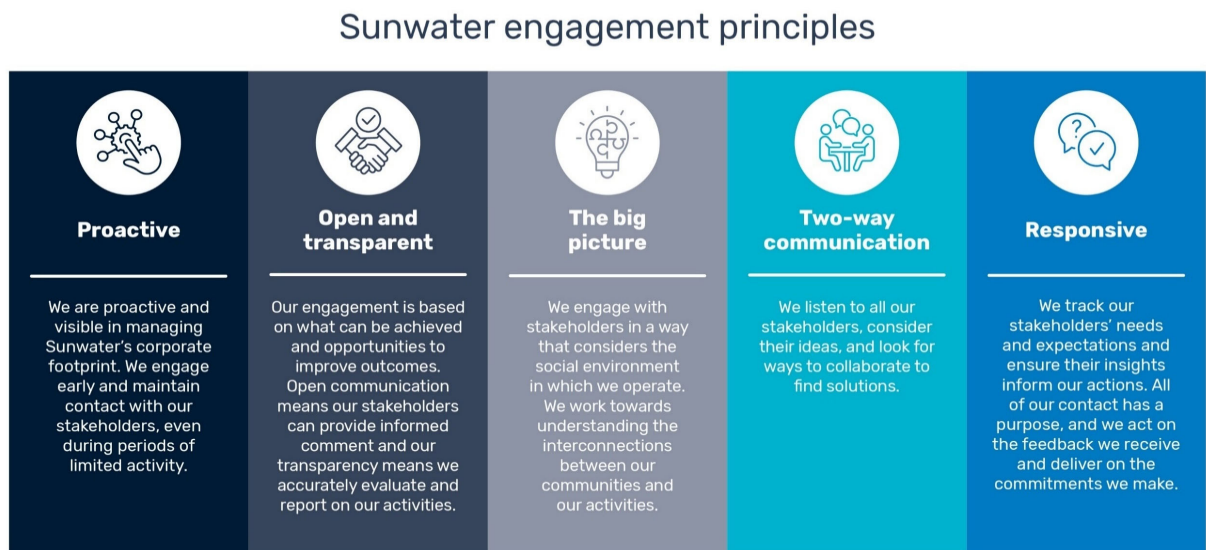 Sunwater engagement principles
Proactive
We are proactive and
visible in managing
Sunwater's corporate
footprint. We engage
early and maintain
contact with our
stakeholders, even
during periods of
limited activity.
Open and
transparent
Our engagement is based
on what can be achieved
and opportunities to
improve outcomes.
Open communication
means our stakeholders
can provide informed
comment and our
transparency means we
accurately evaluate and
report on our activities.
The big
picture
We engage with
stakeholders in a way
that considers the
social environment
in which we operate.
We work towards
understanding the
interconnections
between our
communities and
our activities.
Two-way
communication
We listen to all our
stakeholders, consider
their ideas, and look for
ways to collaborate to
find solutions.
Responsive
We track our
stakeholders' needs
and expectations and
ensure their insights
inform our actions. All
of our contact has a
purpose, and we act on
the feedback we receive
and deliver on the
commitments we make.